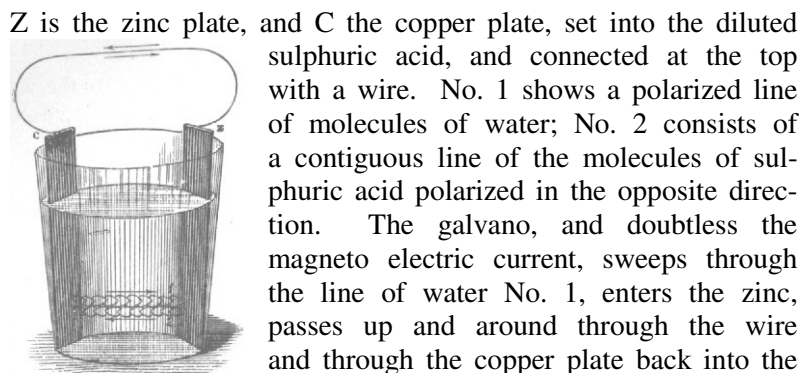 Z is the zinc plate, and C the copper plate, set into the diluted
sulphuric acid, and connected at the top
with a wire. No. 1 shows a polarized line
of molecules of water; No. 2 consists of
a contiguous line of the molecules of sul-
phuric acid polarized in the opposite direc-
tion. The galvano, and doubtless the
magneto electric current, sweeps through
the line of water No. 1, enters the zinc,
passes up and around through the wire
and through the copper plate back into the
C
Z